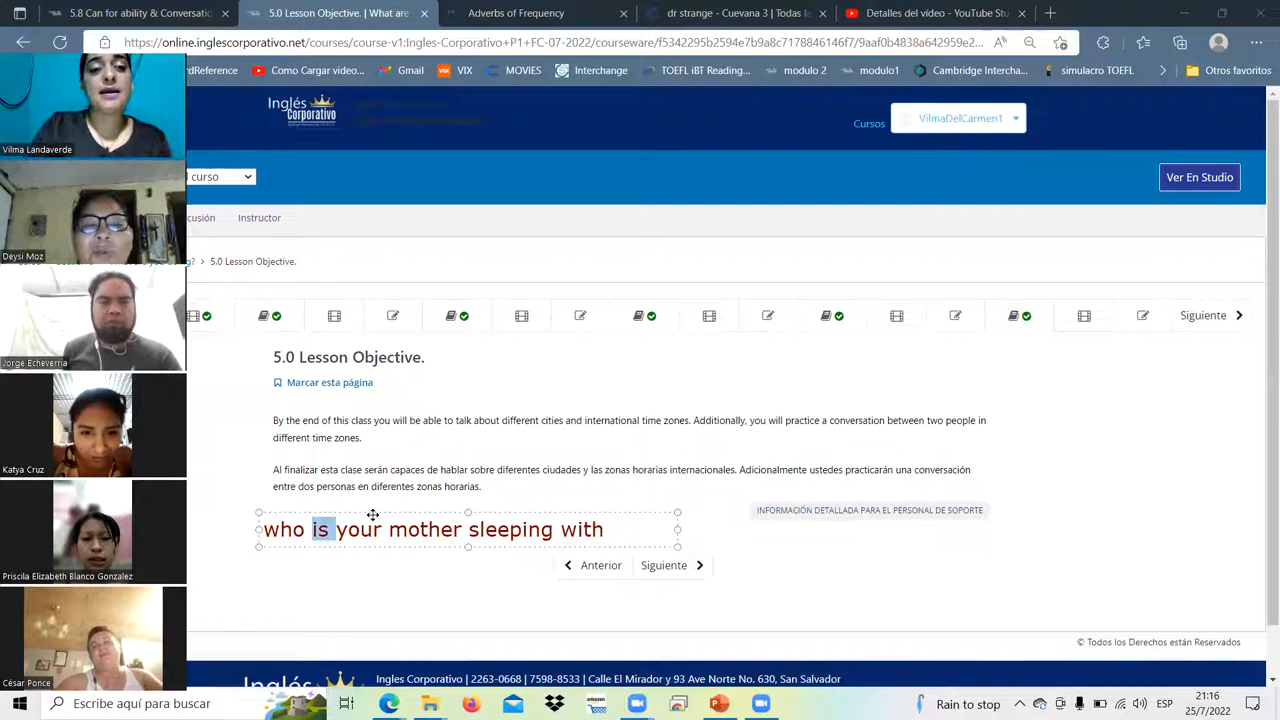 5.8 Can for Ability & Conversatio
5.0 Lesson Objective. | What are
Adverbs of Frequency
dr strange - Cuevana 3 | Todas l
Detalles del vídeo - YouTube Stu
https://online.inglescorporativo.net/courses/course-v1:Ingles-Corporativo+P1+FC-07-2022/courseware/f5342295b2594e7b9a8c7178846146f7/9aaf0b4838a642959e2...
ardReference
Como Cargar video...
Gmail
VIX
MOVIES
Interchange
TOEFL iBT Reading...
modulo 2
modulo1
Cambridge Intercha...
simulacro TOEFL
Otros favoritos
Inglés Corporativo
Cursos
VilmaDelCarmen1
l curso
Ver En Studio
cusión
Instructor
Vilma Landaverde
Deysi Moz
Jorge Echeverria
Katya Cruz
Priscila Elizabeth Blanco Gonzalez
César Ponce
> 5.0 Lesson Objective.
Siguiente
5.0 Lesson Objective.
Marcar esta página
By the end of this class you will be able to talk about different cities and international time zones. Additionally, you will practice a conversation between two people in
different time zones.
Al finalizar esta clase serán capaces de hablar sobre diferentes ciudades y las zonas horarias internacionales. Adicionalmente ustedes practicarán una conversación
entre dos personas en diferentes zonas horarias.
INFORMACIÓN DETALLADA PARA EL PERSONAL DE SOPORTE
who is your mother sleeping with
Anterior
Siguiente
© Todos los Derechos están Reservados
Inglés Corporativo | 2263-0668 | 7598-8533 | Calle El Mirador y 93 Ave Norte No. 630, San Salvador
Escribe aquí para buscar
Rain to stop
ESP
21:16
25/7/2022